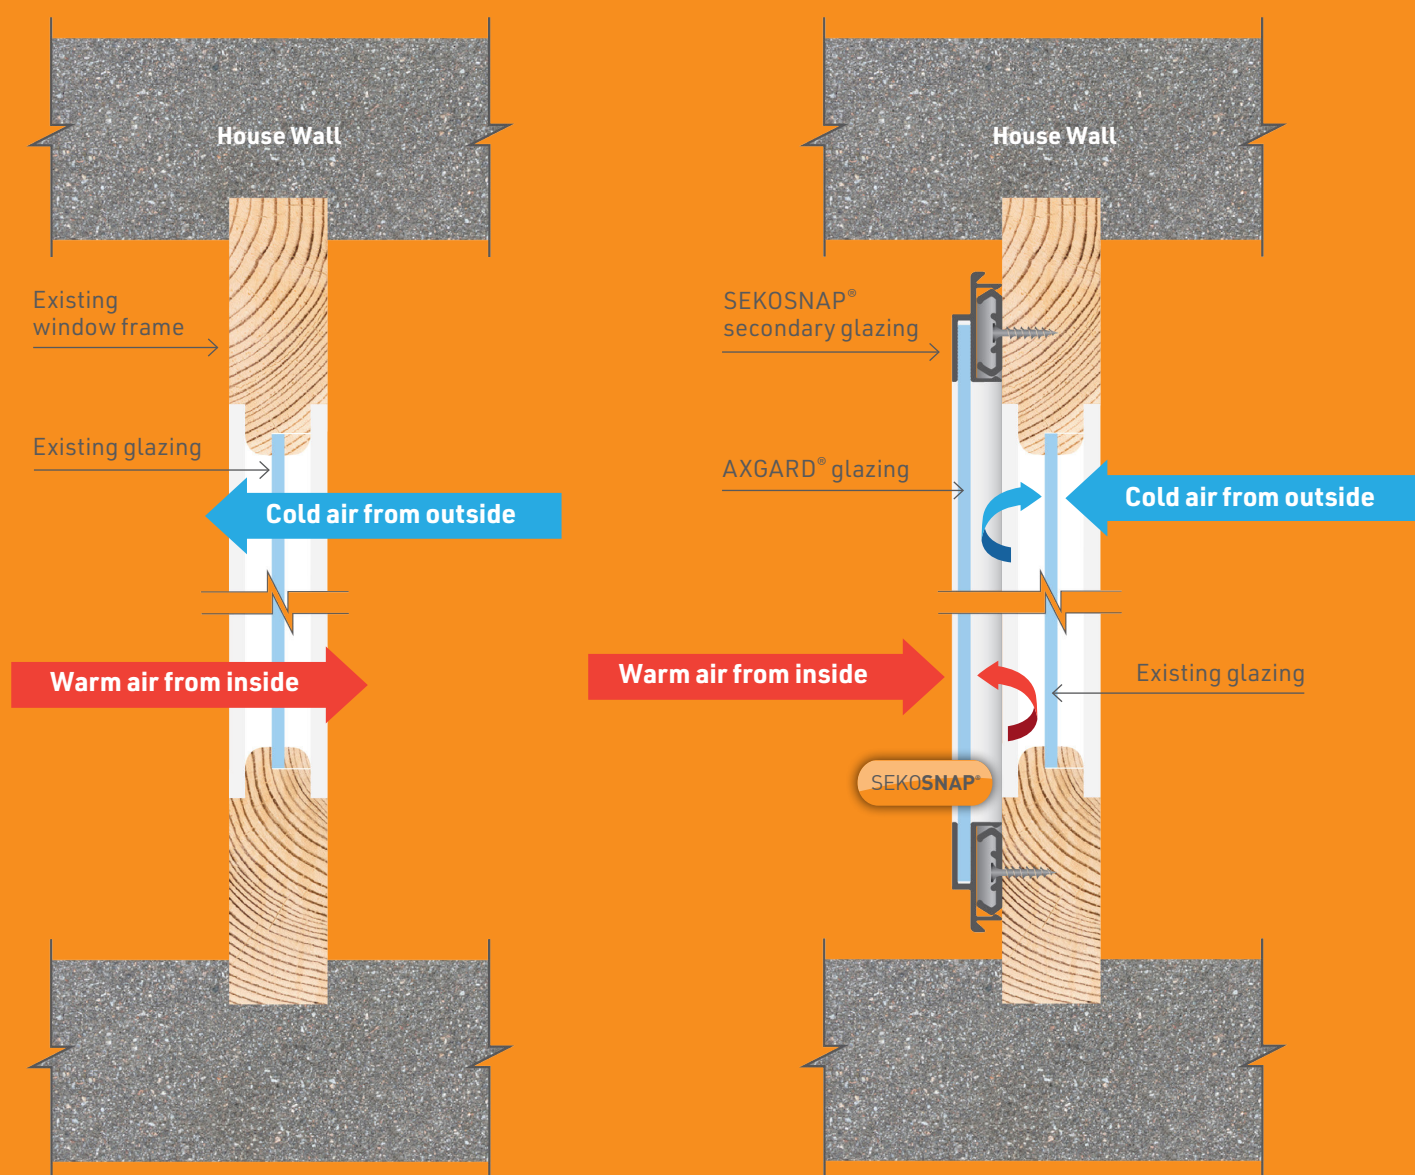 House Wall
Existing
window frame
Existing glazing
Cold air from outside
Warm air from inside
House Wall
SEKOSNAP®
secondary glazing
AXGARD® glazing
Cold air from outside
Warm air from inside
Existing glazing
SEKOSNAP®